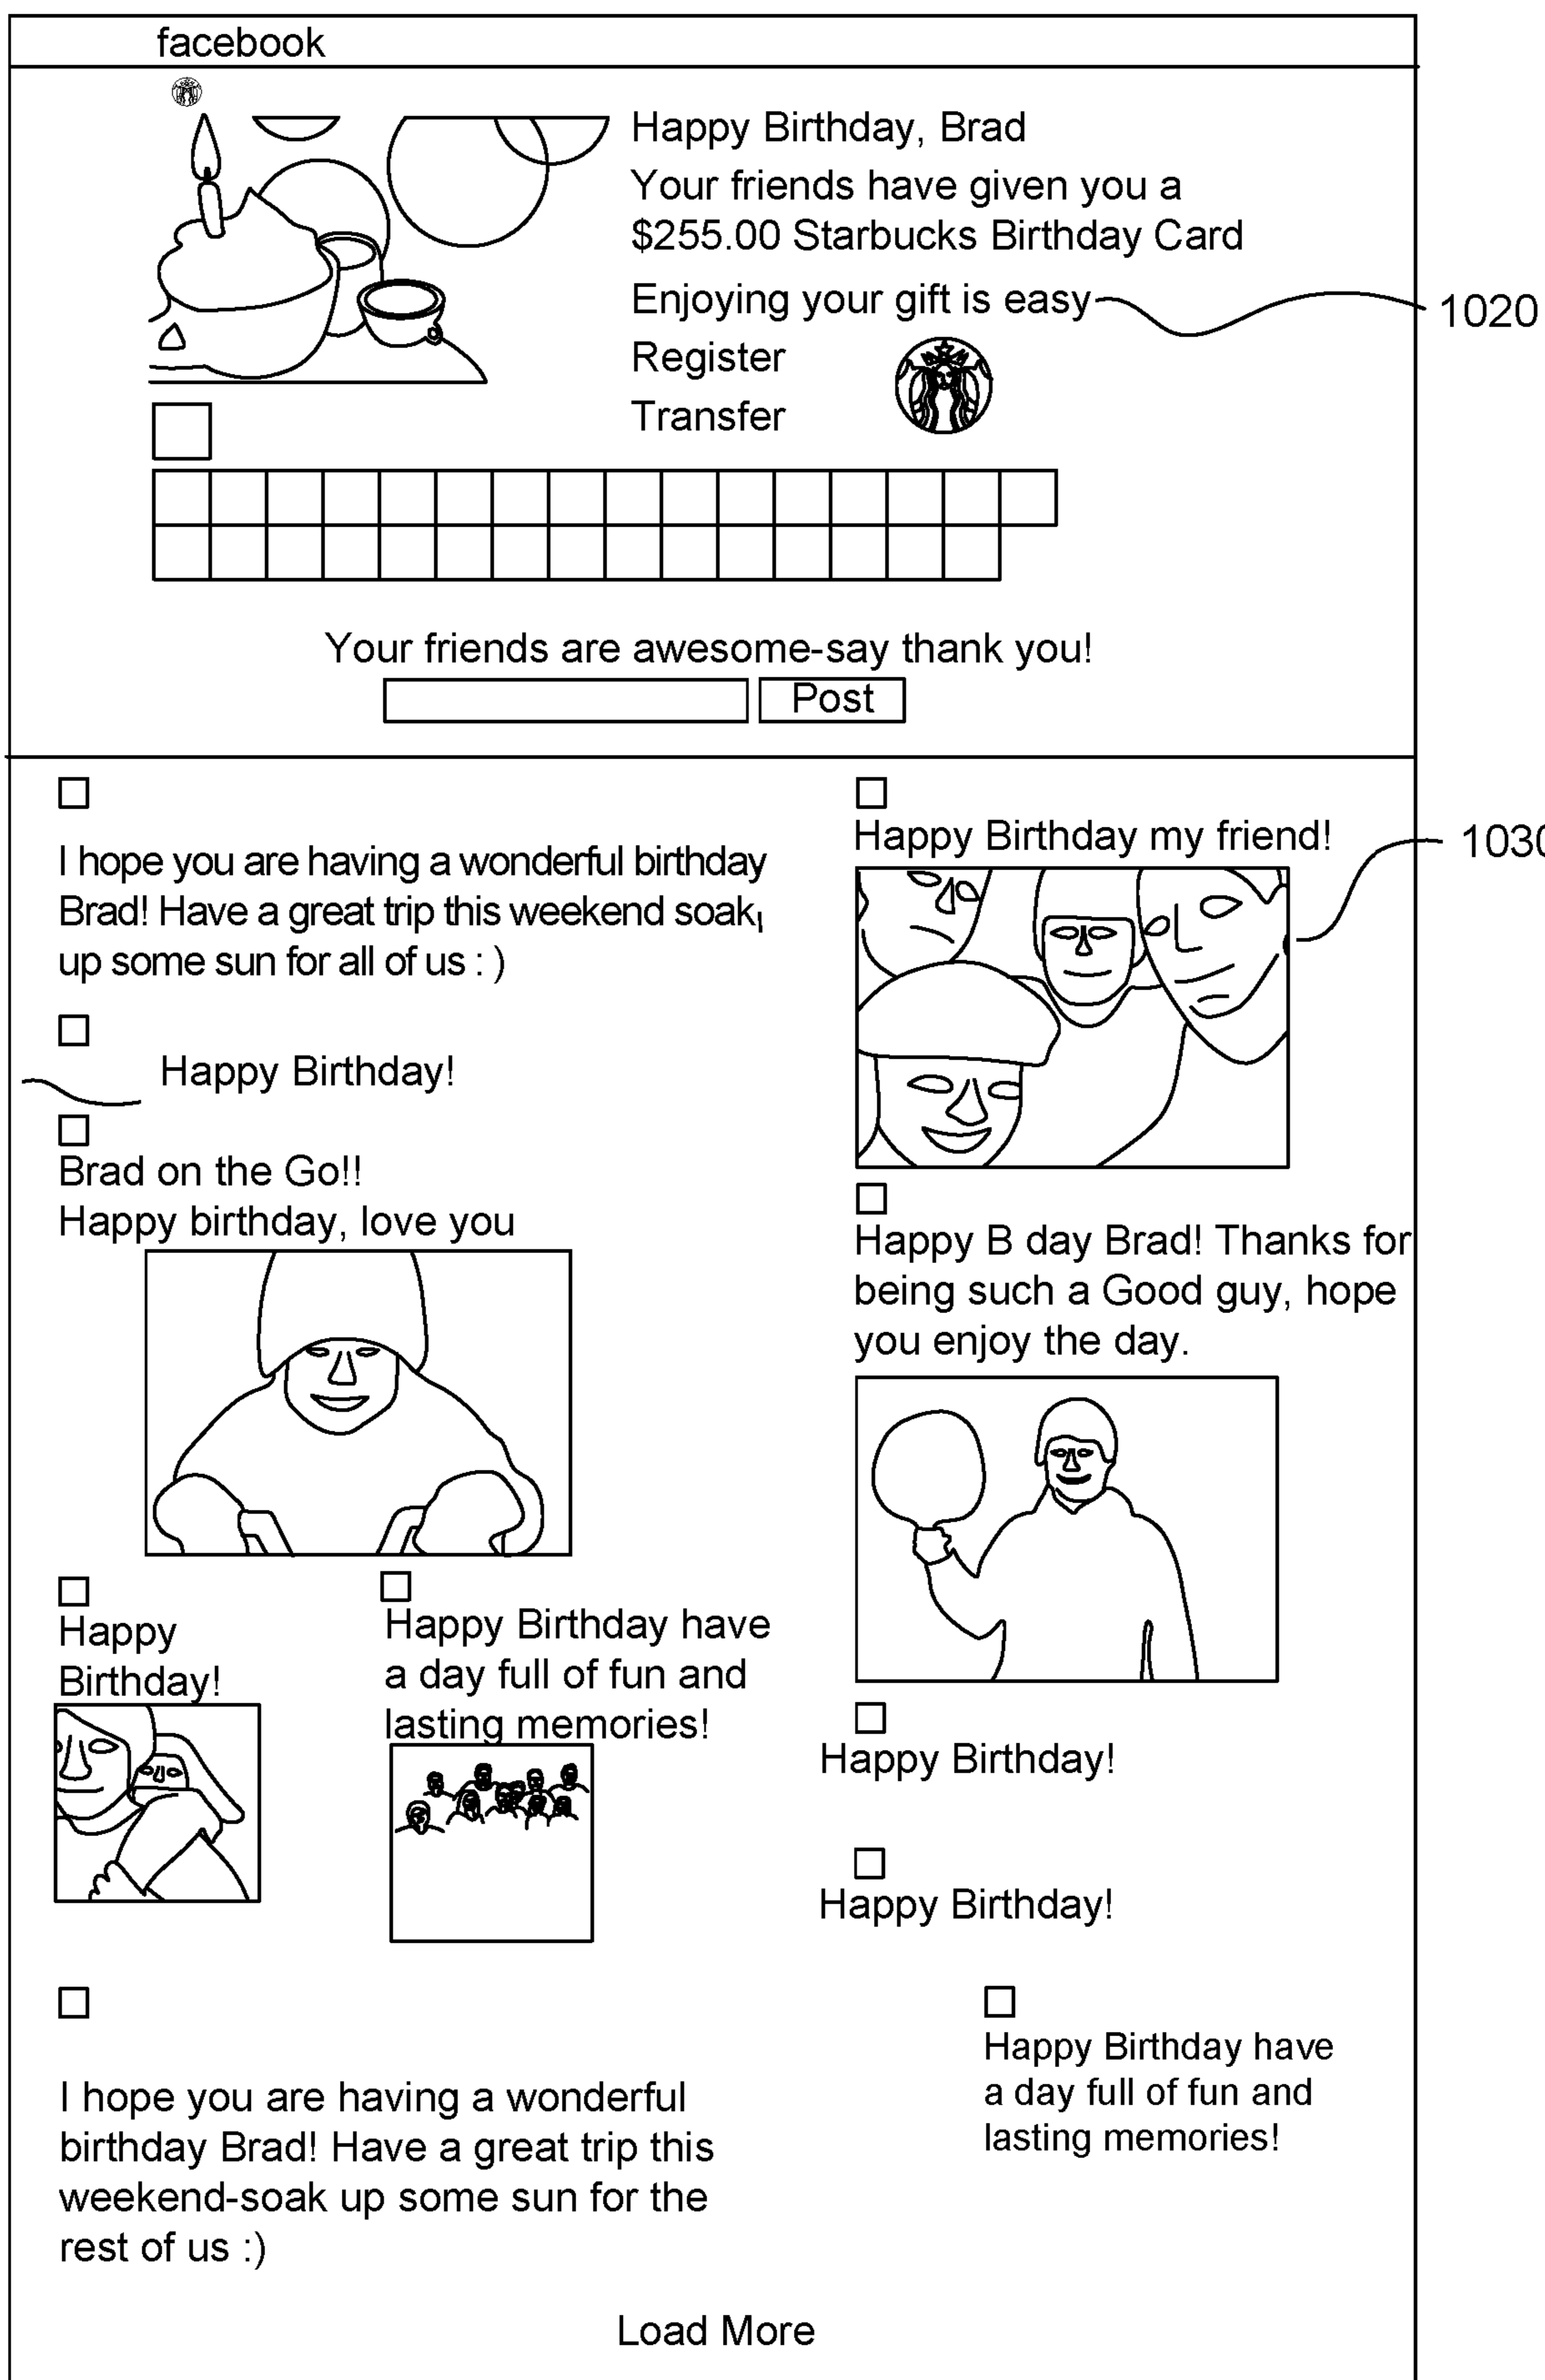 facebook
Happy Birthday, Brad
Your friends have given you a
$255.00 Starbucks Birthday Card
Enjoying your gift is easy
1020
Register
Transfer
Your friends are awesome-say thank you!
Post
I hope you are having a wonderful birthday
Brad! Have a great trip this weekend soak
up some sun for all of us : )
Happy Birthday!
Brad on the Go!!
Happy birthday, love you
Happy
Birthday!
Happy Birthday have
a day full of fun and
lasting memories!
I hope you are having a wonderful
birthday Brad! Have a great trip this
weekend-soak up some sun for the
rest of us :)
Happy Birthday my friend!
1030
Happy B day Brad! Thanks for
being such a Good guy, hope
you enjoy the day.
Happy Birthday!
Happy Birthday!
Happy Birthday have
a day full of fun and
lasting memories!
Load More